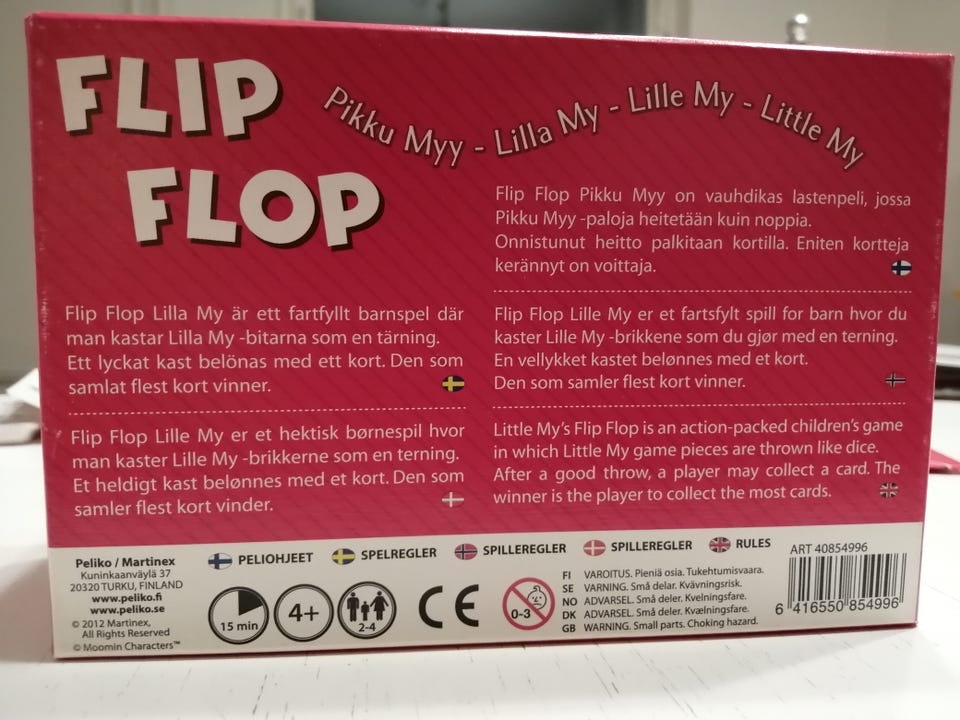 FLIP
FLOP
Pikku Myy - Lilla My - Lille My - Little My
Flip Flop Pikku Myy on vauhdikas lastenpeli, jossa
Pikku Myy -paloja heitetään kuin noppia.
Onnistunut heitto palkitaan kortilla. Eniten kortteja
kerännyt on voittaja.
Flip Flop Lilla My är ett fartfyllt barnspel där
man kastar Lilla My -bitarna som en tärning.
Ett lyckat kast belönas med ett kort. Den som
samlat flest kort vinner.
Flip Flop Lille My er et fartsfylt spill for barn hvor du
kaster Lille My -brikkene som du gjør med en terning.
En vellykket kastet belønnes med et kort.
Den som samler flest kort vinner.
Flip Flop Lille My er et hektisk børnespil hvor
man kaster Lille My -brikkerne som en terning.
Et heldigt kast belønnes med et kort. Den som
samler flest kort vinder.
Little My's Flip Flop is an action-packed children's game
in which Little My game pieces are thrown like dice.
After a good throw, a player may collect a card. The
winner is the player to collect the most cards.
Peliko / Martinex
Kuninkaanväylä 37
20320 TURKU, FINLAND
www.peliko.fi
www.peliko.se
© 2012 Martinex,
All Rights Reserved
© Moomin Characters™
PELIOHJEET SPELREGLER SPILLEREGLER SPILLEREGLER RULES
15 min
4+
2-4
CE
0-3
FI VAROITUS. Pieniä osia. Tukehtumisvaara.
SE VARNING. Små delar. Kvävningsrisk.
NO ADVARSEL. Små deler. Kvelningsfare.
DK ADVARSEL. Små deler. Kvælningsfare.
GB WARNING. Small parts. Choking hazard.
ART 40854996
6 416550 854996